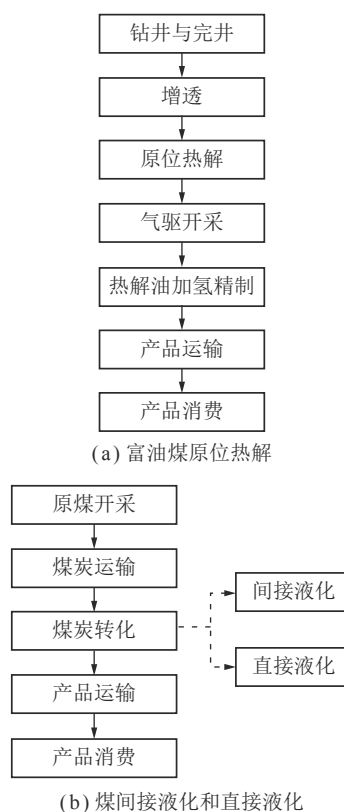 钻井与完井
增透
原位热解
气驱开采
热解油加氢精制
产品运输
产品消费
(a) 富油煤原位热解
原煤开采
煤炭运输
间接液化
煤炭转化
直接液化
产品运输
产品消费
(b) 煤间接液化和直接液化